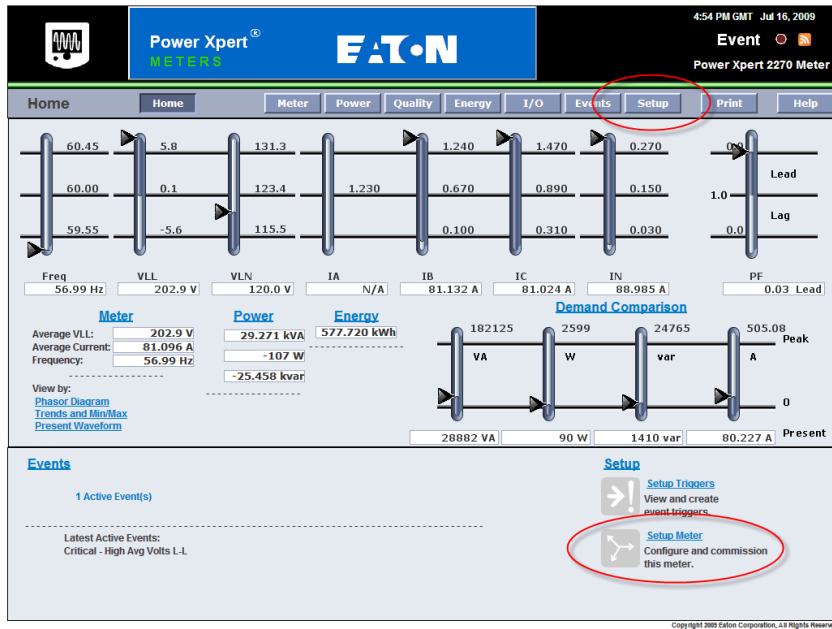 4:54 PM GMT Jul 16, 2009
Power Xpert®
METERS
EATON
Event
Power Xpert 2270 Meter
Home
Home Meter Power Quality Energy I/O Events Setup Print Help
60.45 5.8 131.3 1.240 1.470 0.270 0.0
Lead
60.00 0.1 123.4 1.230 0.670 0.890 0.150 1.0
Lag
59.55 -5.6 115.5 0.100 0.310 0.030 0.0
Freq VLL VLN IA IB IC IN PF
56.99 Hz 202.9 V 120.0 V N/A 81.132 A 81.024 A 88.985 A 0.03 Lead
Meter
Average VLL: 202.9 V
Average Current: 81.096 A
Frequency: 56.99 Hz
View by:
Phasor Diagram
Trends and Min/Max
Present Waveform
Power
29.271 kVA
-107 W
-25.458 kvar
Energy
577.720 kWh
Demand Comparison
182125 2599 24765 505.08
Peak
VA W var A
0
28882 VA 90 W 1410 var 80.227 A Present
Events
1 Active Event(s)
Latest Active Events:
Critical - High Avg Volts L-L
Setup
Setup Triggers
View and create
event triggers.
Setup Meter
Configure and commission
this meter.
Copyright 2005 Eaton Corporation, All Rights Reserve